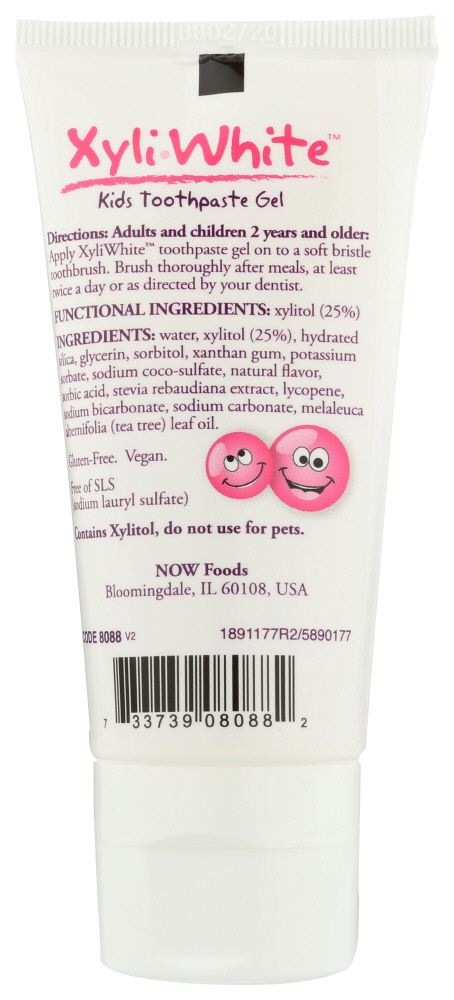 BB02/20
Xyli·White™
Kids Toothpaste Gel
Directions: Adults and children 2 years and older:
Apply XyliWhite™ toothpaste gel on to a soft bristle
toothbrush. Brush thoroughly after meals, at least
twice a day or as directed by your dentist.
FUNCTIONAL INGREDIENTS: xylitol (25%)
INGREDIENTS: water, xylitol (25%), hydrated
silica, glycerin, sorbitol, xanthan gum, potassium
sorbate, sodium coco-sulfate, natural flavor,
sorbic acid, stevia rebaudiana extract, lycopene,
sodium bicarbonate, sodium carbonate, melaleuca
alternifolia (tea tree) leaf oil.
Gluten-Free. Vegan.
Free of SLS
(sodium lauryl sulfate)
Contains Xylitol, do not use for pets.
NOW Foods
Bloomingdale, IL 60108, USA
CODE 8088 V2 1891177R2/5890177
7 33739 08088 2